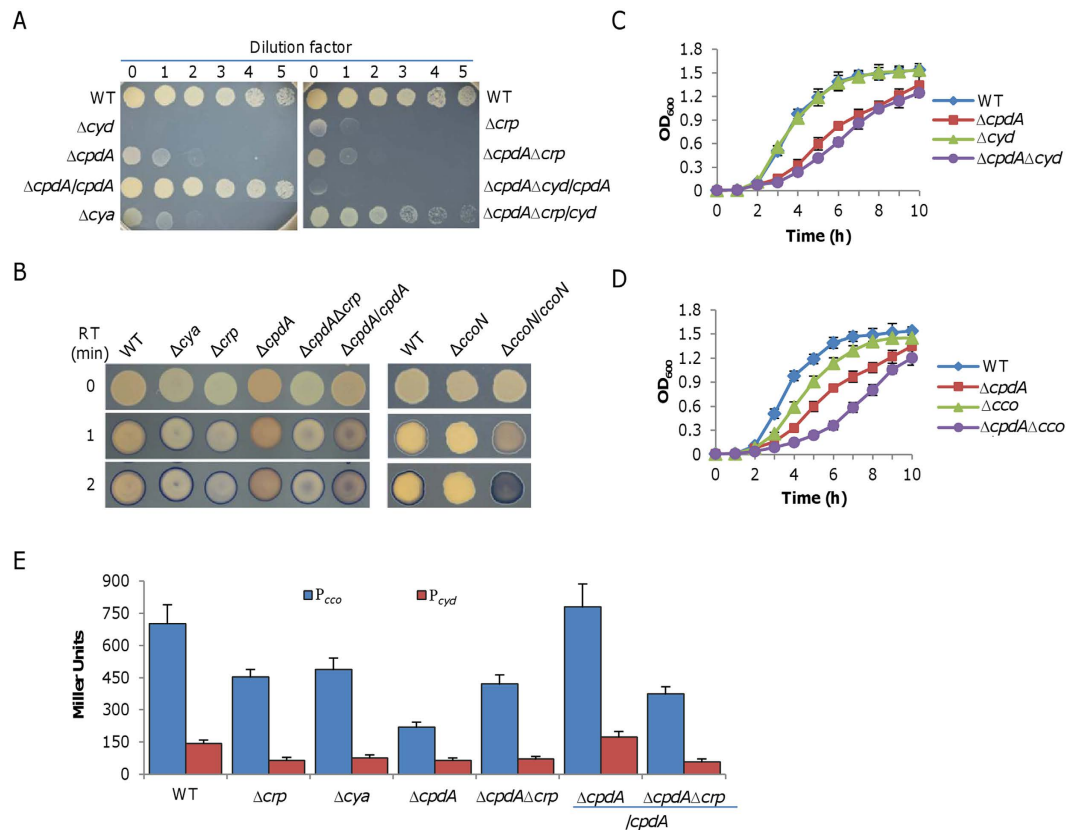 A
Dilution factor
0 1 2 3 4 5 0 1 2 3 4 5
WT WT
Δcyd Δcrp
ΔcpdA ΔcpdAΔcrp
ΔcpdA/cpdA ΔcpdAΔcyd/cpdA
Δcya ΔcpdAΔcrp/cyd
B
RT (min) WT Δcya Δcrp ΔcpdA ΔcpdAΔcrp ΔcpdA/cpdA WT ΔccoN ΔccoN/ccoN
0
1
2
C
OD600
1.8
1.5
1.2
0.9
0.6
0.3
0
0 2 4 6 8 10
Time (h)
WT
ΔcpdA
Δcyd
ΔcpdAΔcyd
D
OD600
1.8
1.5
1.2
0.9
0.6
0.3
0
0 2 4 6 8 10
Time (h)
WT
ΔcpdA
Δcco
ΔcpdAΔcco
E
Miller Units
900
750
600
450
300
150
0
Pcco Pcyd
WT Δcrp Δcya ΔcpdA ΔcpdAΔcrp ΔcpdA ΔcpdAΔcrp
/cpdA